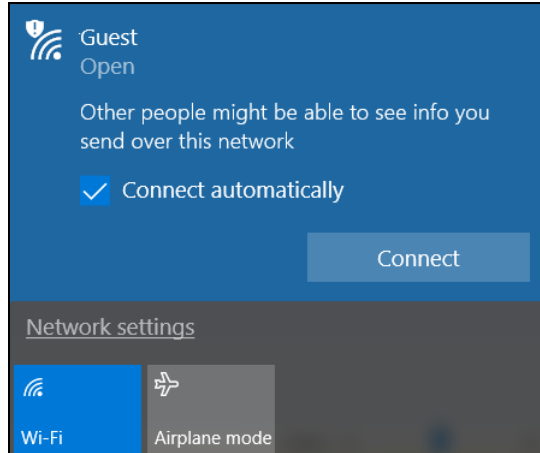 Guest
Open
Other people might be able to see info you
send over this network
Connect automatically
Connect
Network settings
Wi-Fi
Airplane mode